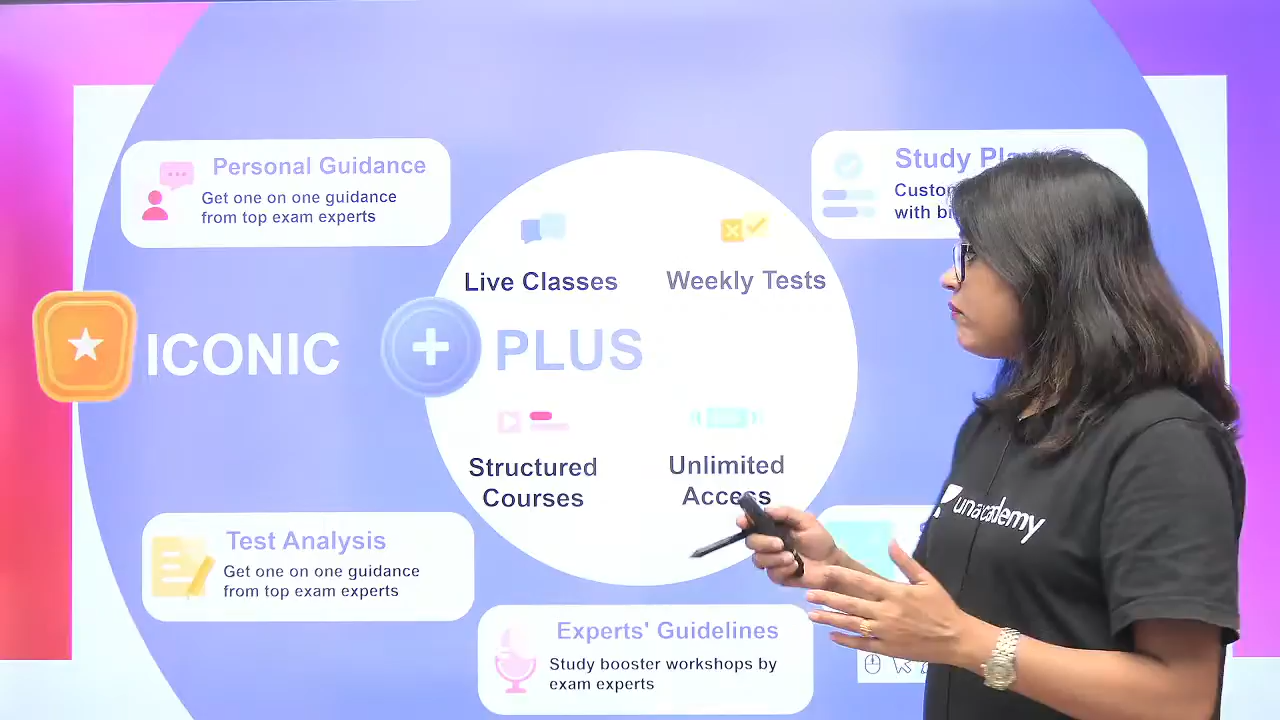 Personal Guidance
Get one on one guidance
from top exam experts
Study
with
Live Classes
Weekly Tests
ICONIC
PLUS
Structured
Courses
Unlimited
Access
unacademy
Test Analysis
Get one on one guidance
from top exam experts
Experts' Guidelines
Study booster workshops by
exam experts